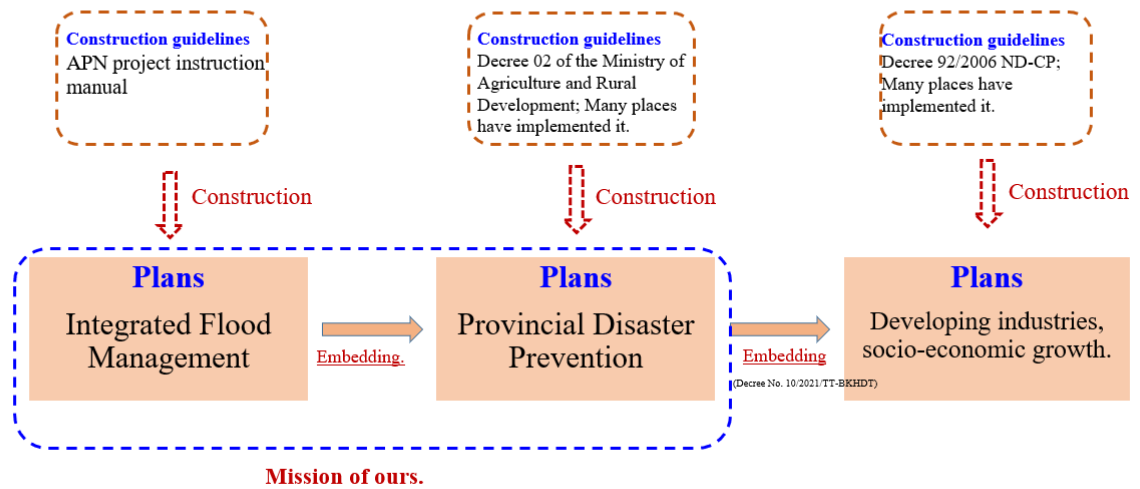 Construction guidelines
APN project instruction
manual
Construction guidelines
Decree 02 of the Ministry of
Agriculture and Rural
Development; Many places
have implemented it.
Construction guidelines
Decree 92/2006 ND-CP;
Many places have
implemented it.
Construction
Construction
Construction
Plans
Integrated Flood
Management
Embedding.
Plans
Provincial Disaster
Prevention
Embedding
(Decree No. 10/2021/TT-BKHDT)
Plans
Developing industries,
socio-economic growth.
Mission of ours.